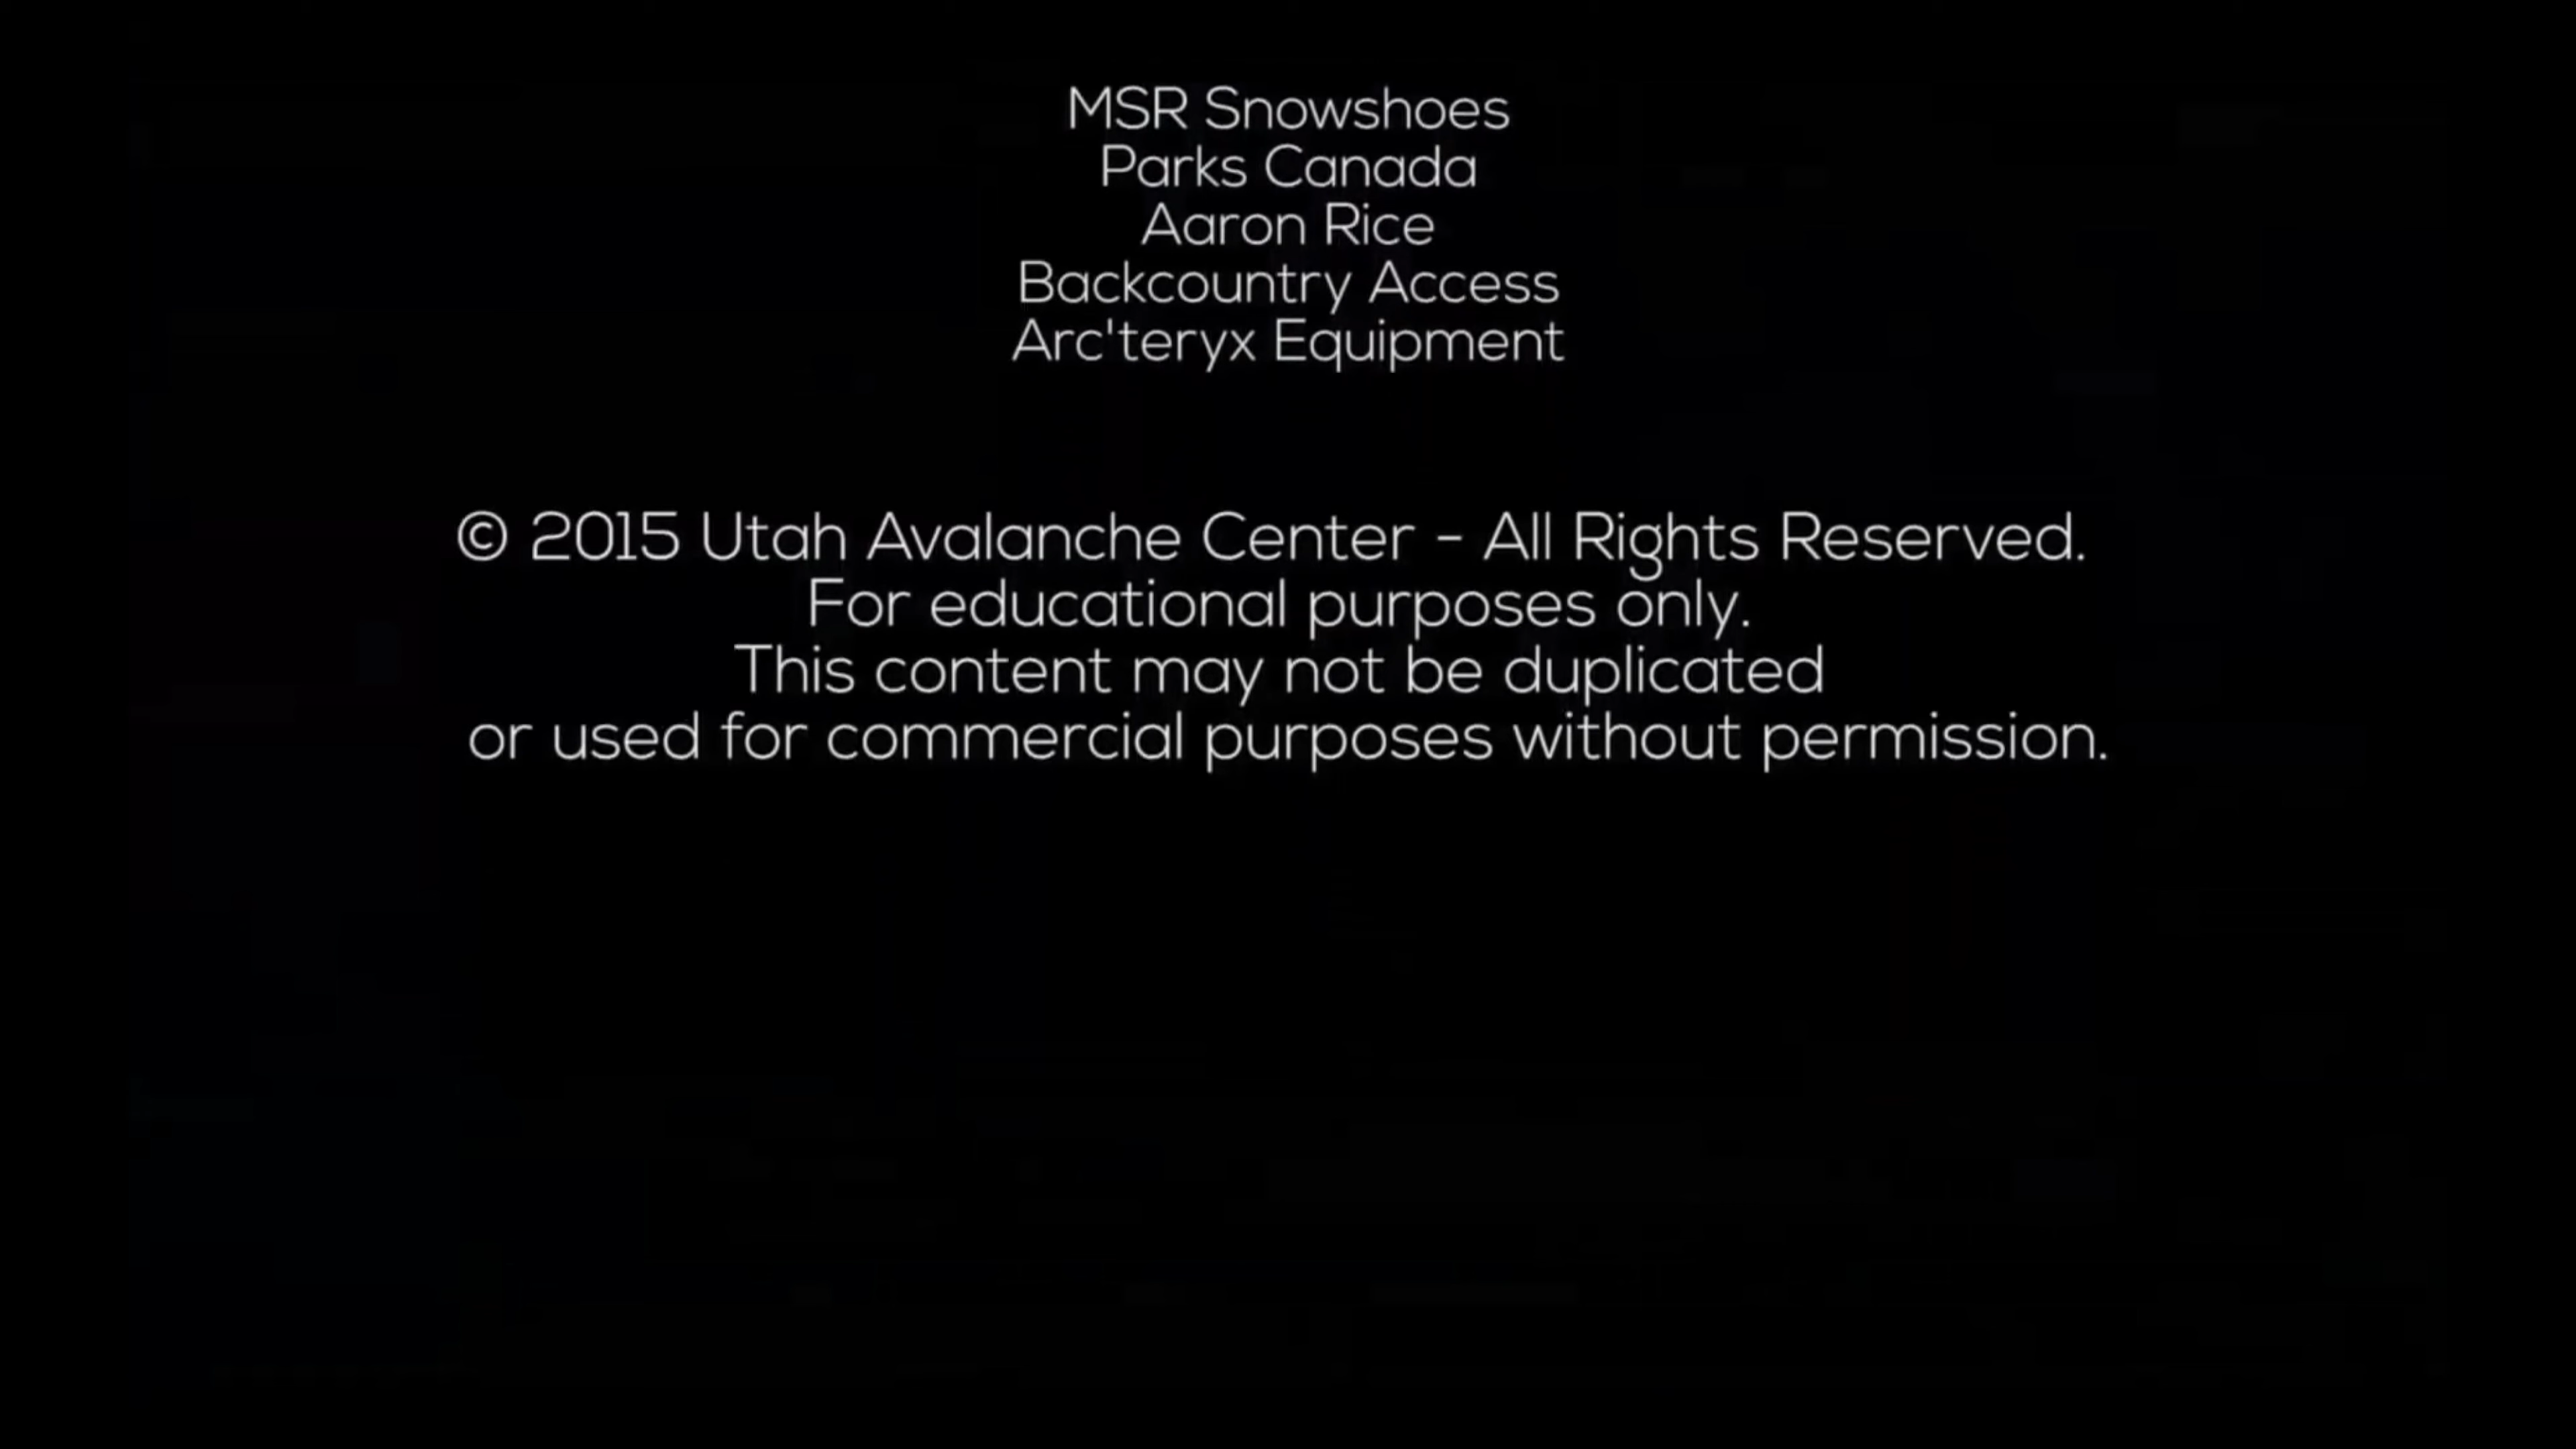 MSR Snowshoes
Parks Canada
Aaron Rice
Backcountry Access
Arc'teryx Equipment
© 2015 Utah Avalanche Center - All Rights Reserved.
For educational purposes only.
This content may not be duplicated
or used for commercial purposes without permission.